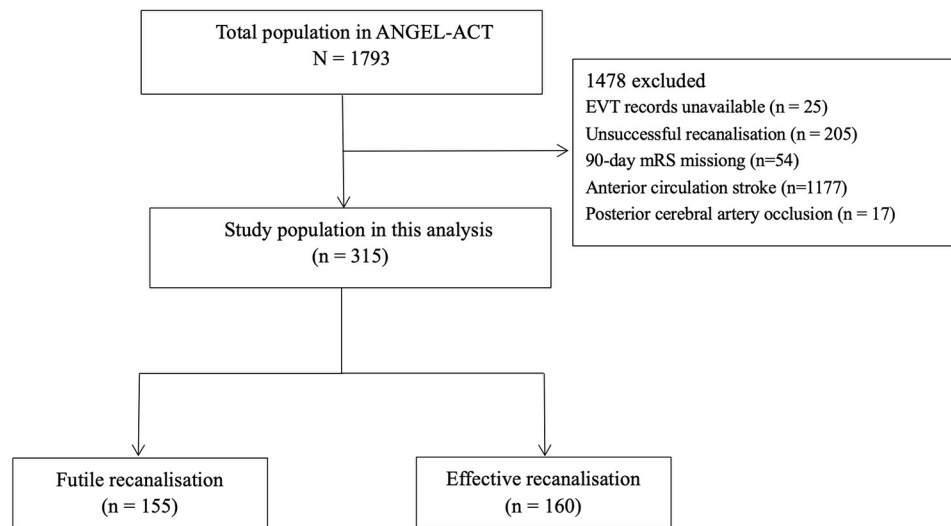 Total population in ANGEL-ACT
N = 1793
1478 excluded
EVT records unavailable (n = 25)
Unsuccessful recanalisation (n = 205)
90-day mRS missiong (n=54)
Anterior circulation stroke (n=1177)
Posterior cerebral artery occlusion (n = 17)
Study population in this analysis
(n = 315)
Futile recanalisation
(n = 155)
Effective recanalisation
(n = 160)